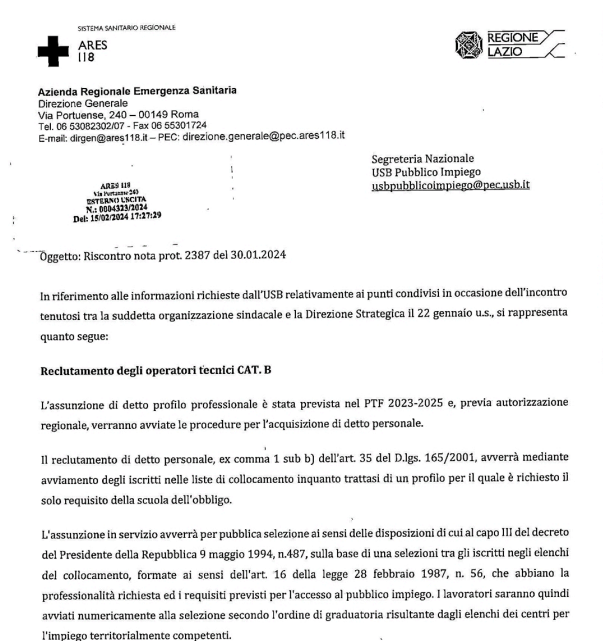 SISTEMA SANITARIO REGIONALE
ARES
118
REGIONE
LAZIO
Azienda Regionale Emergenza Sanitaria
Direzione Generale
Via Portuense, 240 – 00149 Roma
Tel. 06 53082302/07 - Fax 06 55301724
E-mail: dirgen@ares118.it – PEC: direzione.generale@pec.ares118.it
Segreteria Nazionale
USB Pubblico Impiego
usbpubblicoimpiego@pec.usb.it
ARES 118
Via Portuense 240
ESTERNO USCITA
N.: 0004323/2024
Del: 15/02/2024 17:27:29
Oggetto: Riscontro nota prot. 2387 del 30.01.2024
In riferimento alle informazioni richieste dall'USB relativamente ai punti condivisi in occasione dell'incontro
tenutosi tra la suddetta organizzazione sindacale e la Direzione Strategica il 22 gennaio u.s., si rappresenta
quanto segue:
Reclutamento degli operatori tecnici CAT. B
L'assunzione di detto profilo professionale è stata prevista nel PTF 2023-2025 e, previa autorizzazione
regionale, verranno avviate le procedure per l'acquisizione di detto personale.
Il reclutamento di detto personale, ex comma 1 sub b) dell'art. 35 del D.lgs. 165/2001, avverrà mediante
avviamento degli iscritti nelle liste di collocamento inquanto trattasi di un profilo per il quale è richiesto il
solo requisito della scuola dell'obbligo.
L'assunzione in servizio avverrà per pubblica selezione ai sensi delle disposizioni di cui al capo III del decreto
del Presidente della Repubblica 9 maggio 1994, n.487, sulla base di una selezioni tra gli iscritti negli elenchi
del collocamento, formate ai sensi dell'art. 16 della legge 28 febbraio 1987, n. 56, che abbiano la
professionalità richiesta ed i requisiti previsti per l'accesso al pubblico impiego. I lavoratori saranno quindi
avviati numericamente alla selezione secondo l'ordine di graduatoria risultante dagli elenchi dei centri per
l'impiego territorialmente competenti.